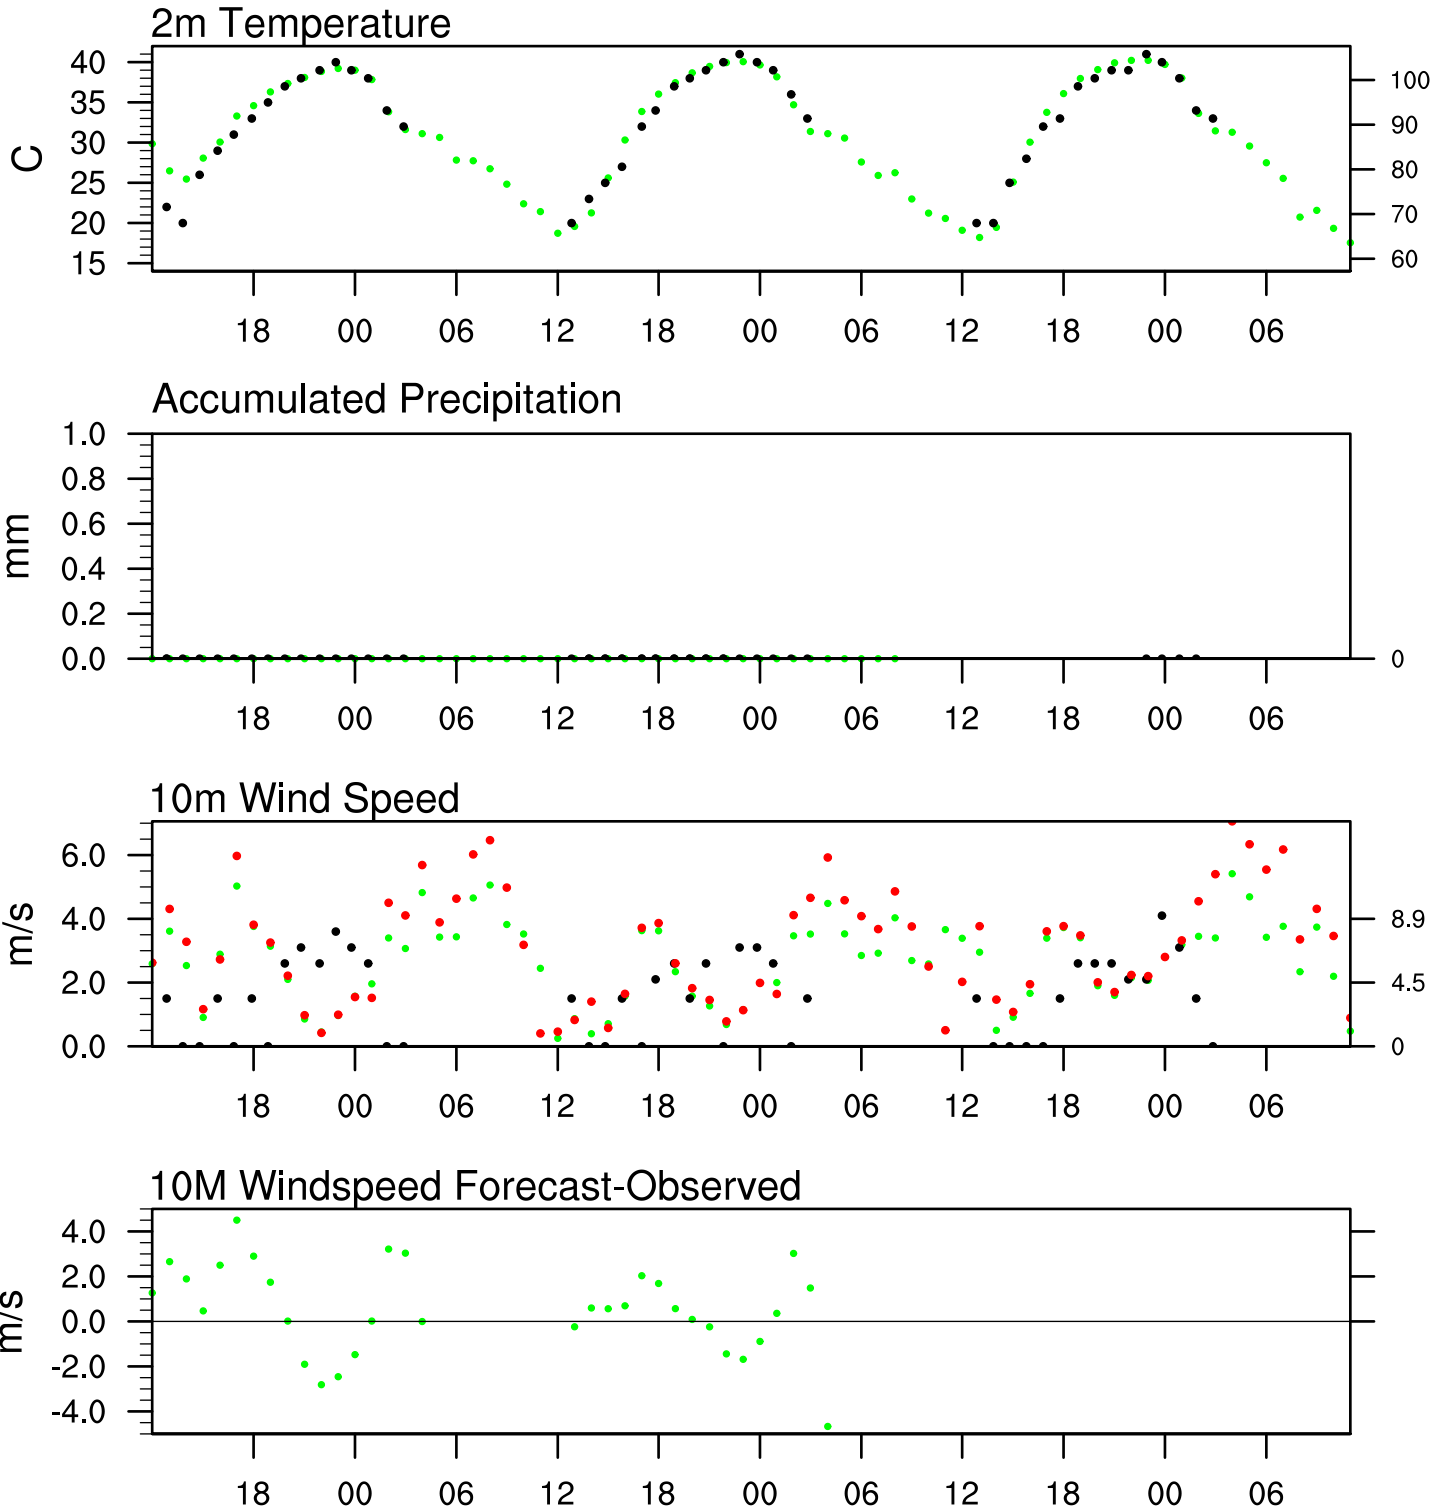 2m Temperature
40
35
30
25
20
15
C
100
90
80
70
60
18 00 06 12 18 00 06 12 18 00 06
Accumulated Precipitation
1.0
0.8
0.6
0.4
0.2
0.0
mm
0
18 00 06 12 18 00 06 12 18 00 06
10m Wind Speed
6.0
4.0
2.0
0.0
m/s
8.9
4.5
0
18 00 06 12 18 00 06 12 18 00 06
10M Windspeed Forecast-Observed
4.0
2.0
0.0
-2.0
-4.0
m/s
18 00 06 12 18 00 06 12 18 00 06